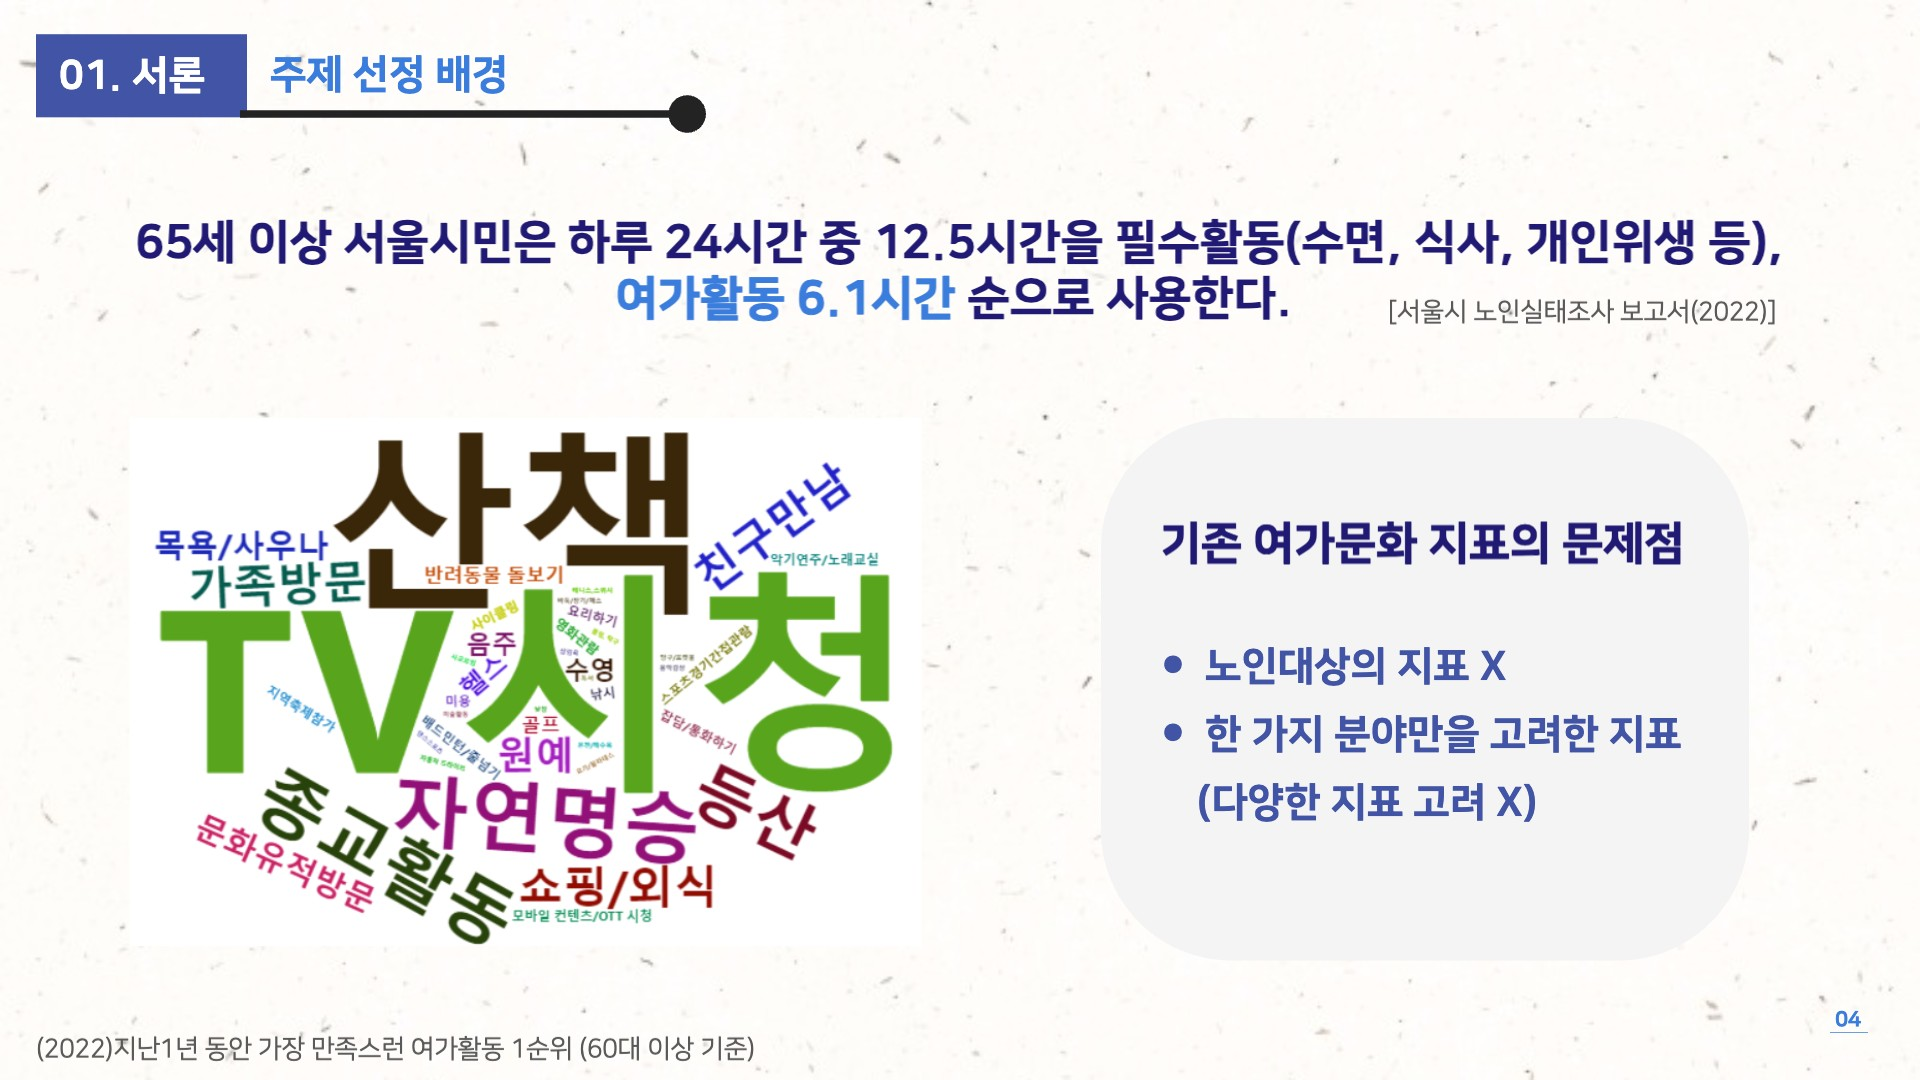 01. 서론
주제 선정 배경
65세 이상 서울시민은 하루 24시간 중 12.5시간을 필수활동(수면, 식사, 개인위생 등),
여가활동 6.1시간 순으로 사용한다.
[서울시 노인실태조사 보고서(2022)]
산책
친구만남
목욕/사우나
악기연주/노래교실
가족방문
반려동물 돌보기
TV시청
사이클링
요리하기
영화관람
음주
수영
헬스
낚시
미용
스포츠경기간접관람
지역축제참가
잡담/통화하기
배드민턴/줄넘기
골프
원예
자연명승
등산
종교활동
문화유적방문
쇼핑/외식
모바일 컨텐츠/OTT 시청
기존 여가문화 지표의 문제점
● 노인대상의 지표 X
● 한 가지 분야만을 고려한 지표
(다양한 지표 고려 X)
04
(2022)지난1년 동안 가장 만족스런 여가활동 1순위 (60대 이상 기준)